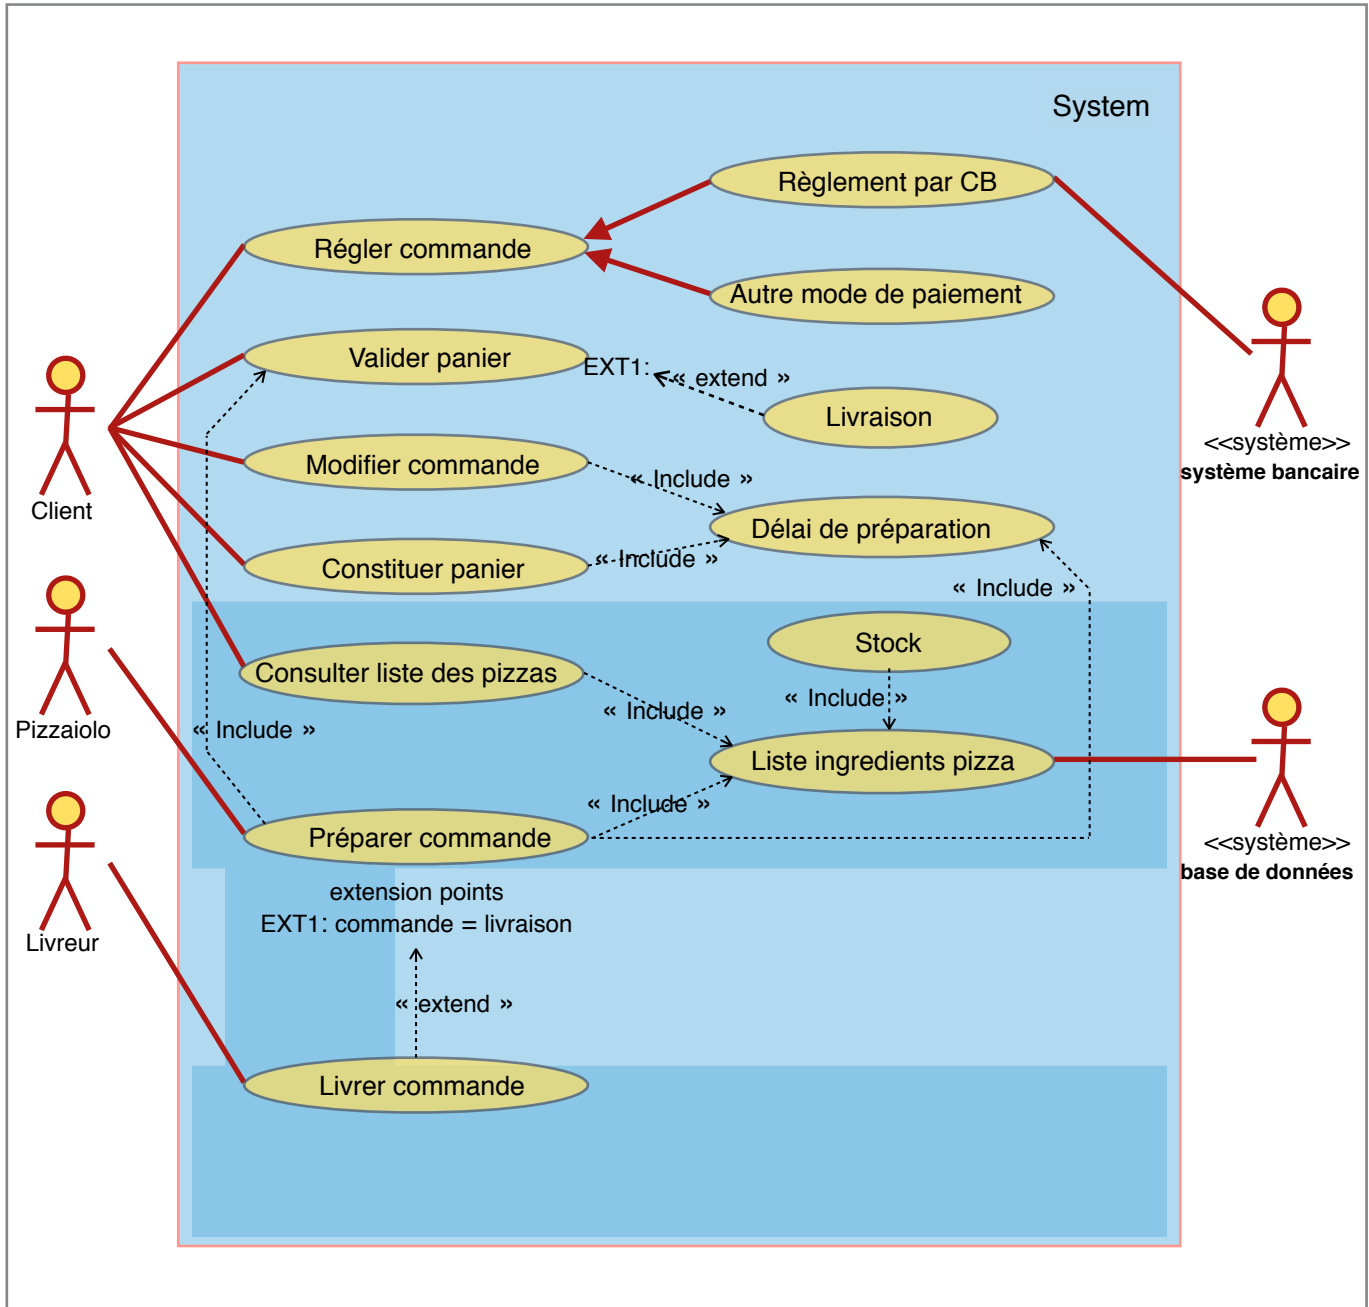 System
Règlement par CB
Régler commande
Autre mode de paiement
Valider panier
EXT1:
« extend »
Livraison
<<système>>
système bancaire
Modifier commande
« Include »
Client
Délai de préparation
Constituer panier
« Include »
« Include »
Stock
Consulter liste des pizzas
« Include »
« Include »
Pizzaiolo
« Include »
Liste ingredients pizza
« Include »
Préparer commande
<<système>>
base de données
extension points
EXT1: commande = livraison
Livreur
« extend »
Livrer commande